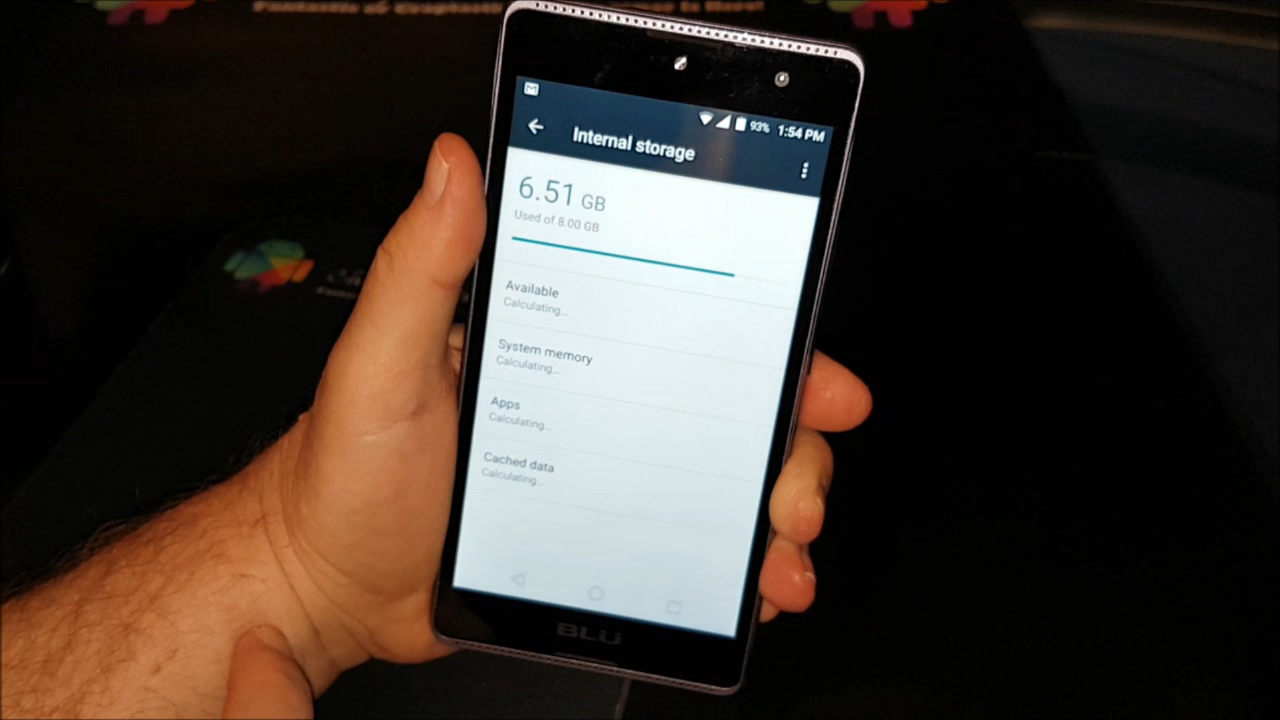 93% 1:54 PM
Internal storage
6.51 GB
Used of 8.00 GB
Available
Calculating...
System memory
Calculating...
Apps
Calculating...
Cached data
Calculating...
BLU